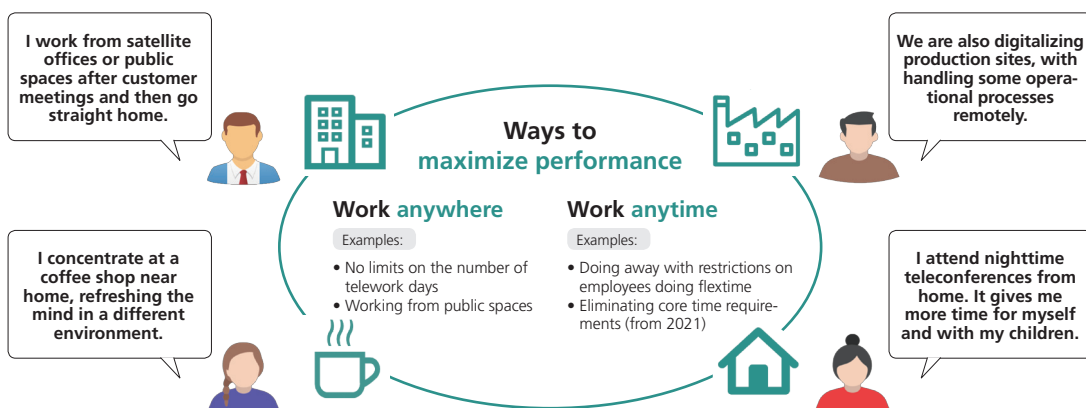 I work from satellite
offices or public
spaces after customer
meetings and then go
straight home.
We are also digitalizing
production sites, with
handling some opera-
tional processes
remotely.
Ways to
maximize performance
Work anywhere
Examples:
• No limits on the number of
telework days
• Working from public spaces
Work anytime
Examples:
• Doing away with restrictions on
employees doing flextime
• Eliminating core time require-
ments (from 2021)
I concentrate at a
coffee shop near
home, refreshing the
mind in a different
environment.
I attend nighttime
teleconferences from
home. It gives me
more time for myself
and with my children.